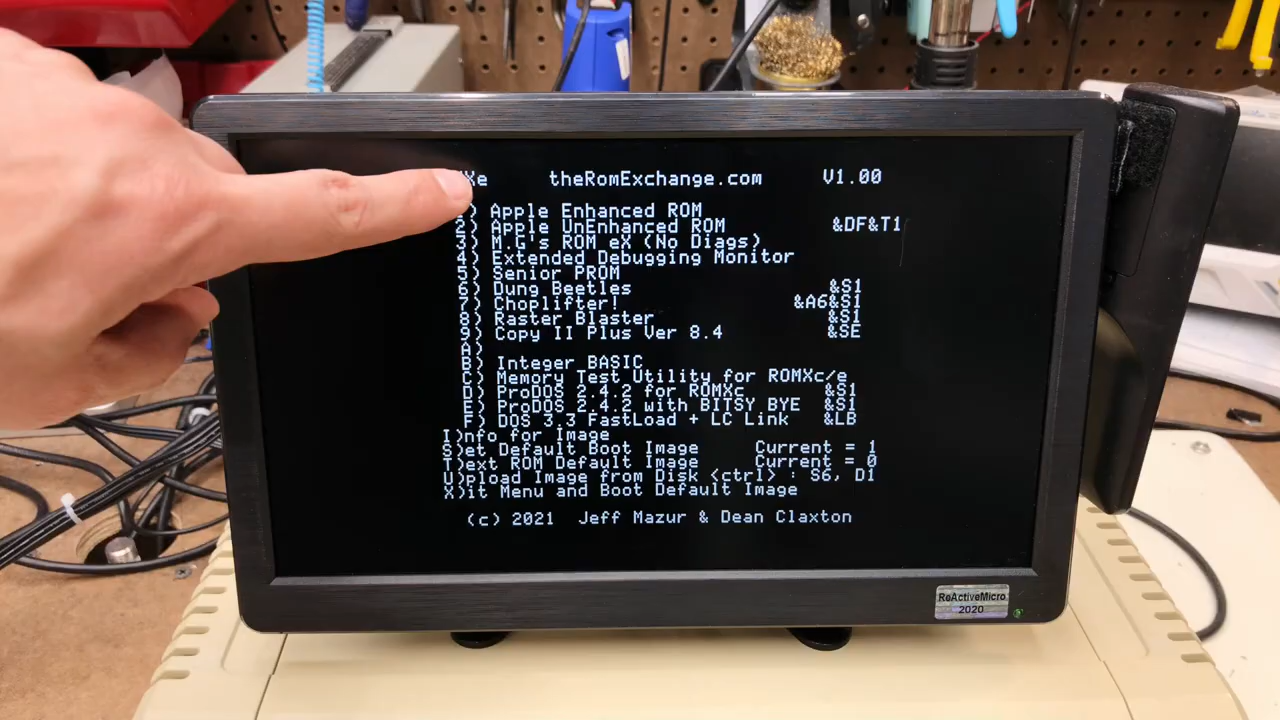 theRomExchange.com V1.00
1) Apple Enhanced ROM
2) Apple UnEnhanced ROM &DF&T1
3) M.G's ROM eX (No Diags)
4) Extended Debugging Monitor
5) Senior PROM
6) Dung Beetles &S1
7) Choplifter! &A6&S1
8) Raster Blaster &S1
9) Copy II Plus Ver 8.4 &SE
A)
B) Integer BASIC
C) Memory Test Utility for ROMXc/e
D) ProDOS 2.4.2 for ROMXc &S1
E) ProDOS 2.4.2 with BITSY BYE &S1
F) DOS 3.3 FastLoad + LC Link &LB
I)nfo for Image
S)et Default Boot Image Current = 1
T)ext ROM Default Image Current = 0
U)pload Image from Disk <ctrl> : S6, D1
X)it Menu and Boot Default Image
(c) 2021 Jeff Mazur & Dean Claxton
ReActiveMicro
2020